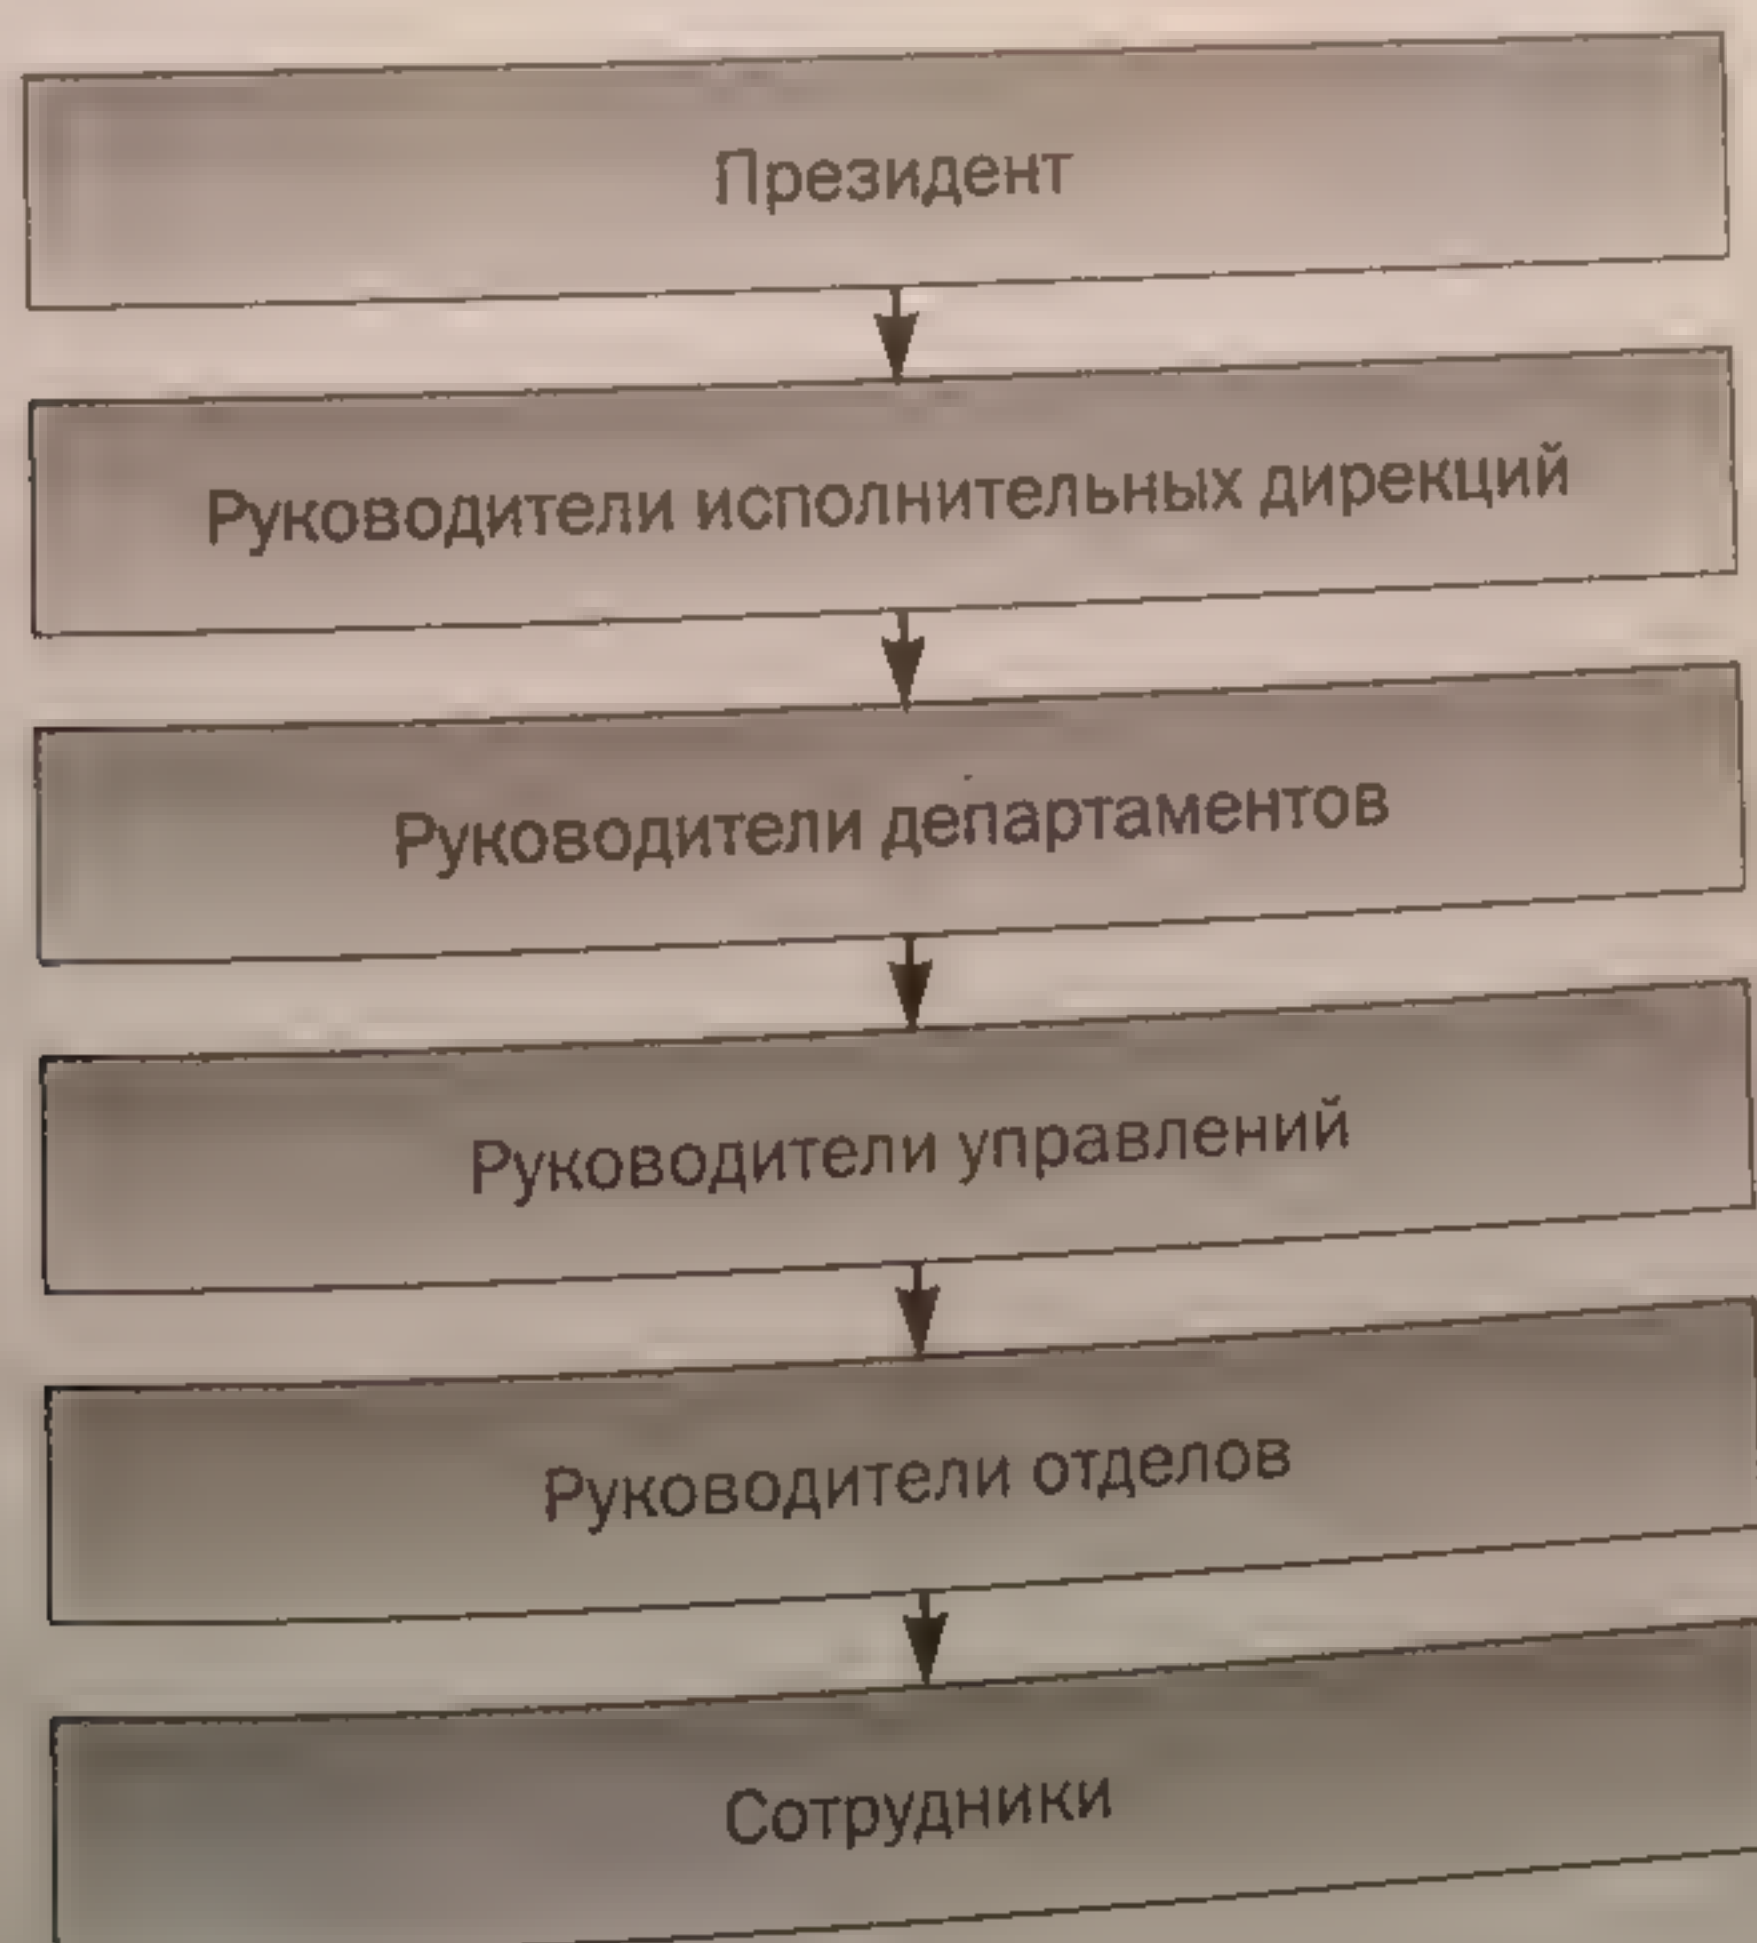 Президент
Руководители исполнительных дирекций
Руководители департаментов
Руководители управлений
Руководители отделов
Сотрудники